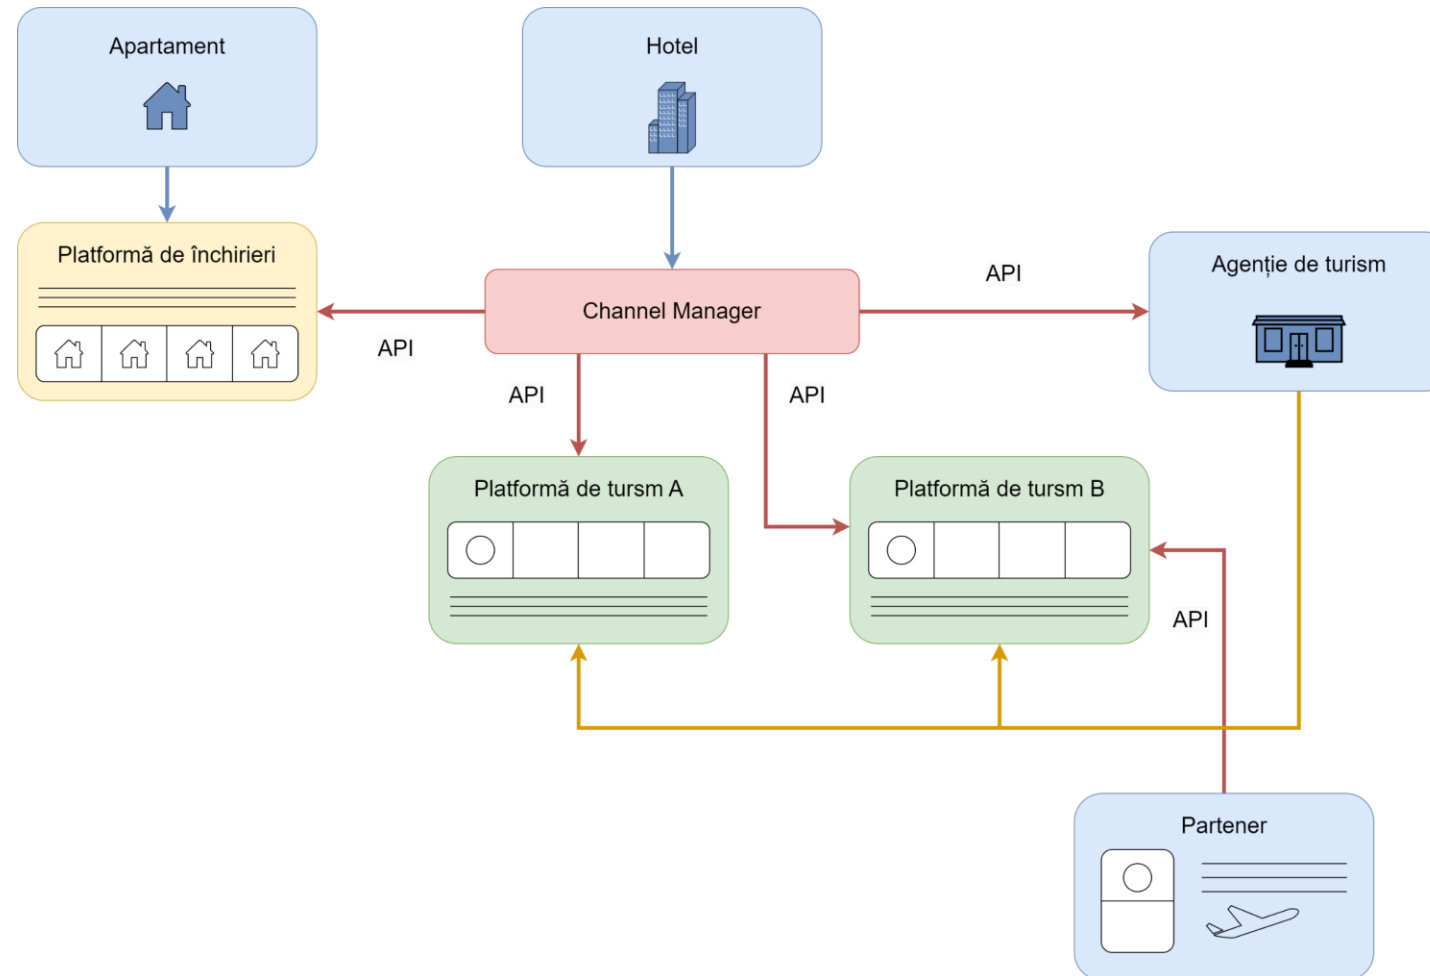 Apartament
Hotel
Platformă de închirieri
API
Channel Manager
API
Agenție de turism
API
API
Platformă de tursm A
Platformă de tursm B
API
Partener